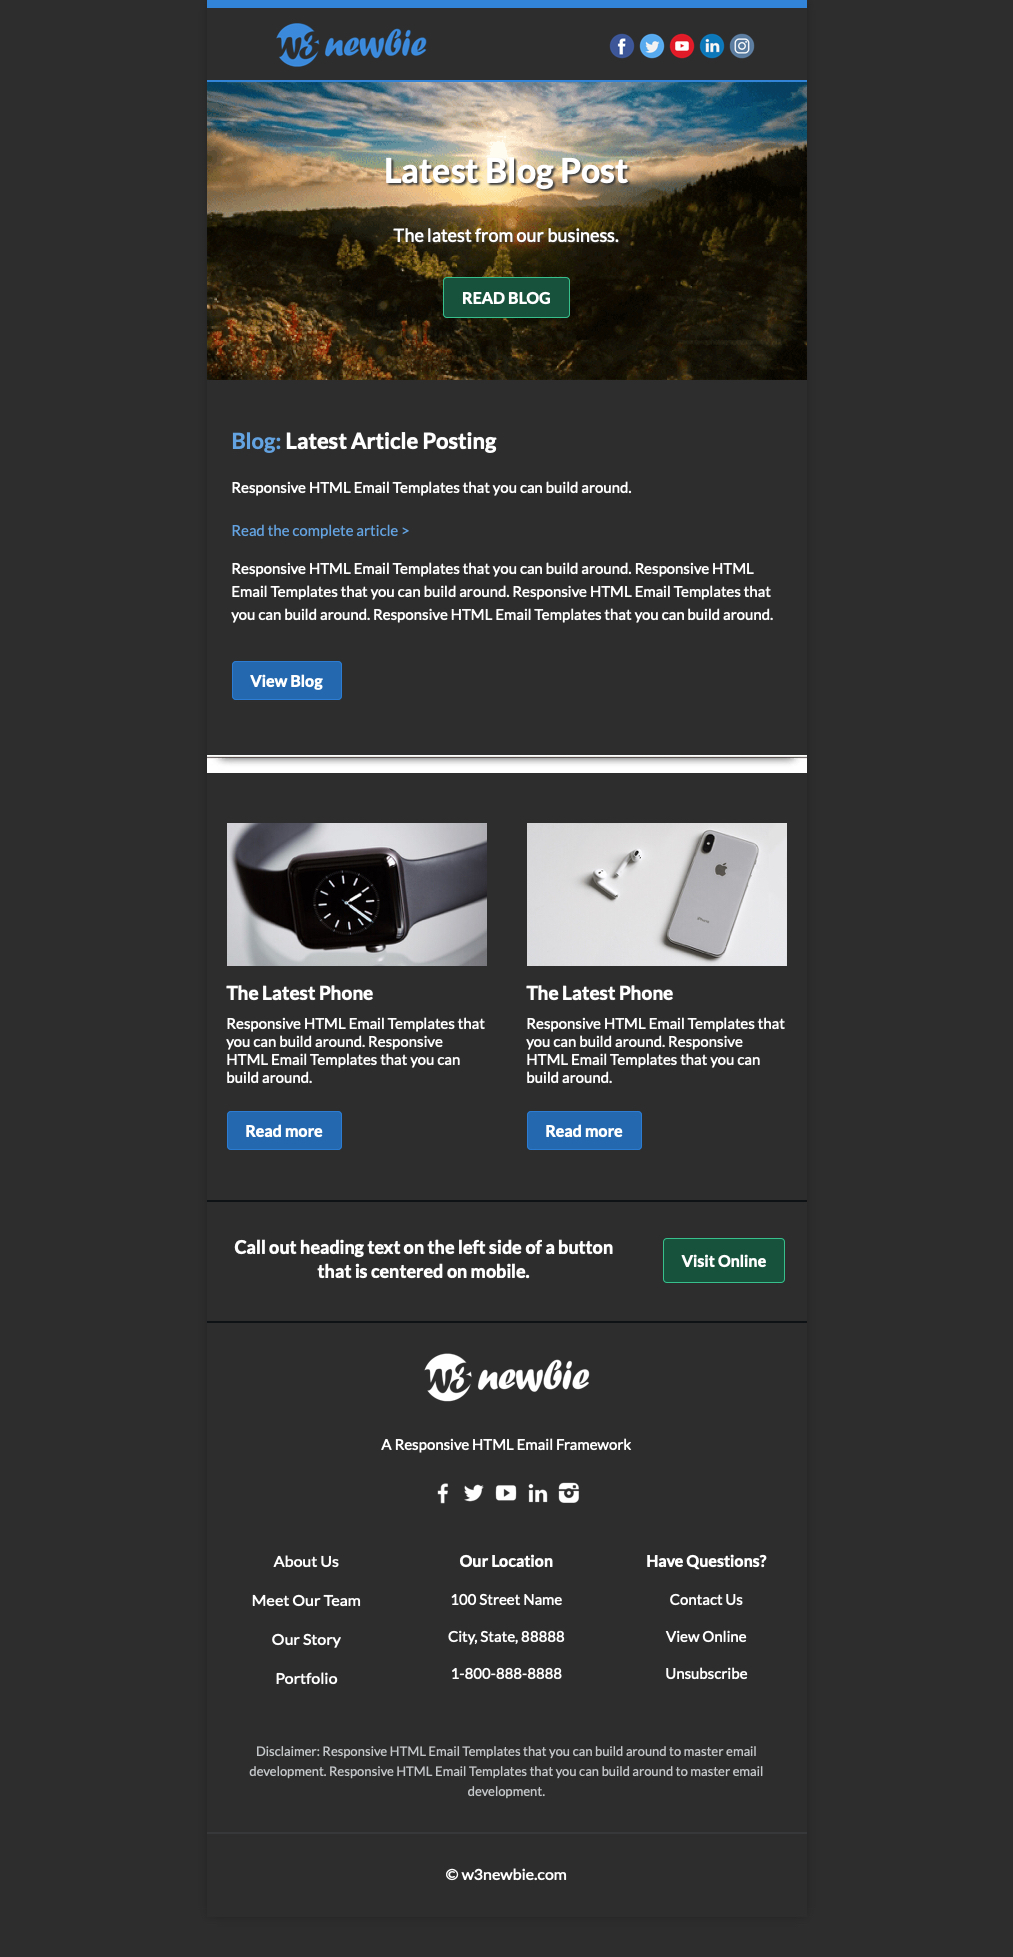 W3 newbie
Latest Blog Post
The latest from our business.
READ BLOG
Blog: Latest Article Posting
Responsive HTML Email Templates that you can build around.
Read the complete article >
Responsive HTML Email Templates that you can build around. Responsive HTML
Email Templates that you can build around. Responsive HTML Email Templates that
you can build around. Responsive HTML Email Templates that you can build around.
View Blog
The Latest Phone
Responsive HTML Email Templates that
you can build around. Responsive
HTML Email Templates that you can
build around.
Read more
iPhone
The Latest Phone
Responsive HTML Email Templates that
you can build around. Responsive
HTML Email Templates that you can
build around.
Read more
Call out heading text on the left side of a button
that is centered on mobile.
Visit Online
W3 newbie
A Responsive HTML Email Framework
About Us
Meet Our Team
Our Story
Portfolio
Our Location
100 Street Name
City, State, 88888
1-800-888-8888
Have Questions?
Contact Us
View Online
Unsubscribe
Disclaimer: Responsive HTML Email Templates that you can build around to master email
development. Responsive HTML Email Templates that you can build around to master email
development.
© w3newbie.com